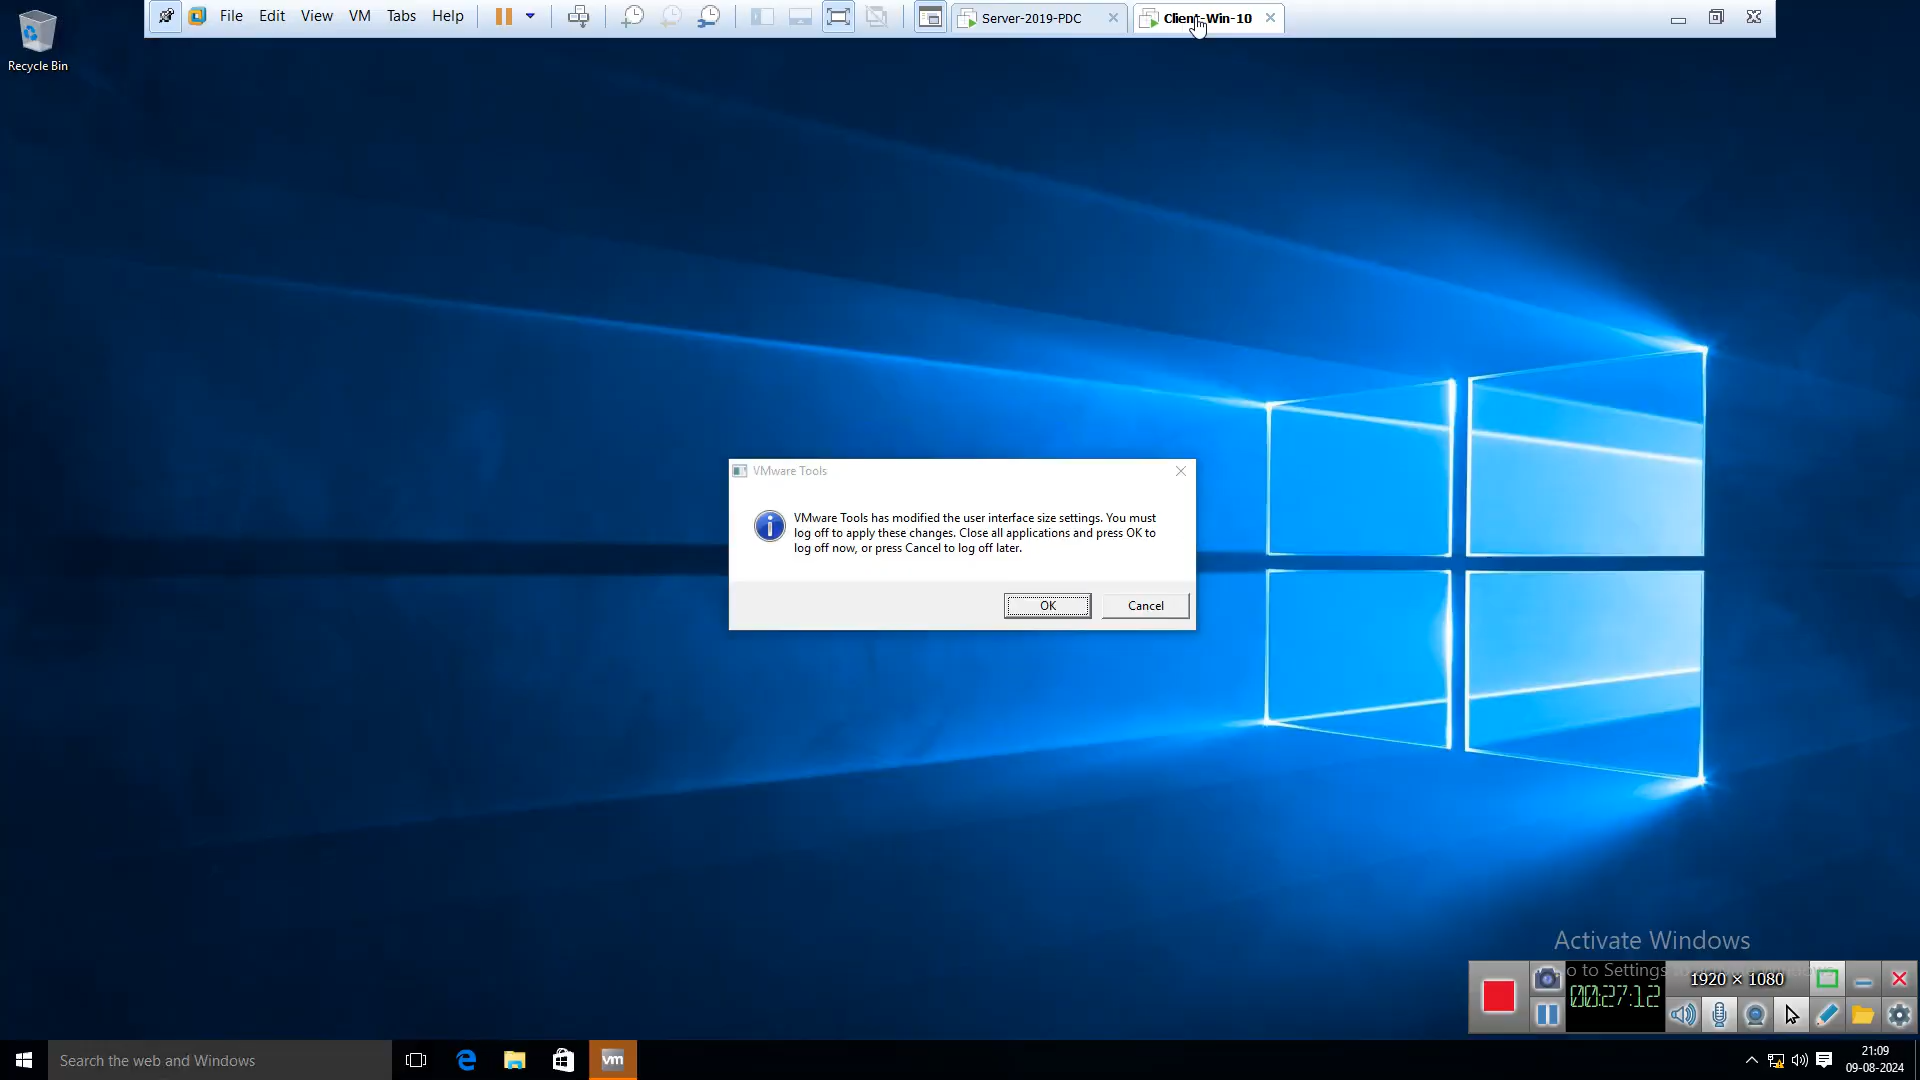 File Edit View VM Tabs Help
Server-2019-PDC
Client-Win-10
Recycle Bin
VMware Tools
VMware Tools has modified the user interface size settings. You must
log off to apply these changes. Close all applications and press OK to
log off now, or press Cancel to log off later.
OK
Cancel
Activate Windows
o to Settings
1920 × 1080
00:27:12
Search the web and Windows
vm
21:09
09-08-2024